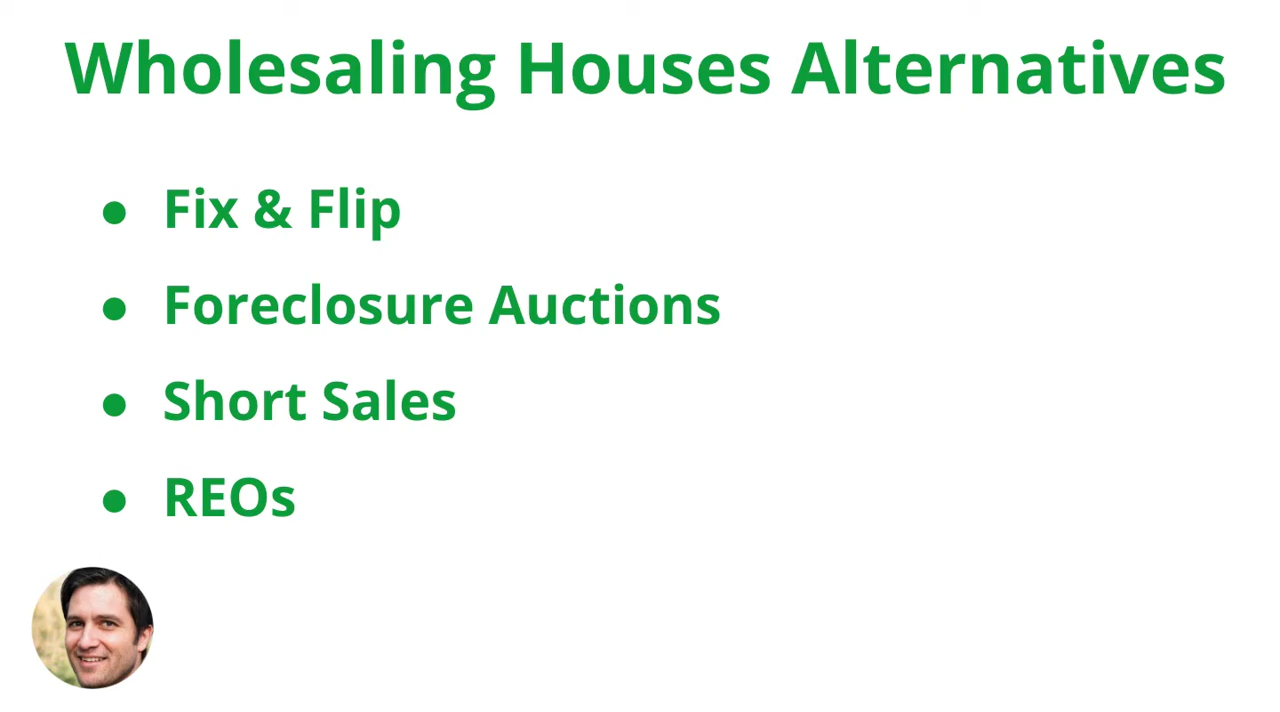 Wholesaling Houses Alternatives
● Fix & Flip
● Foreclosure Auctions
● Short Sales
● REOs